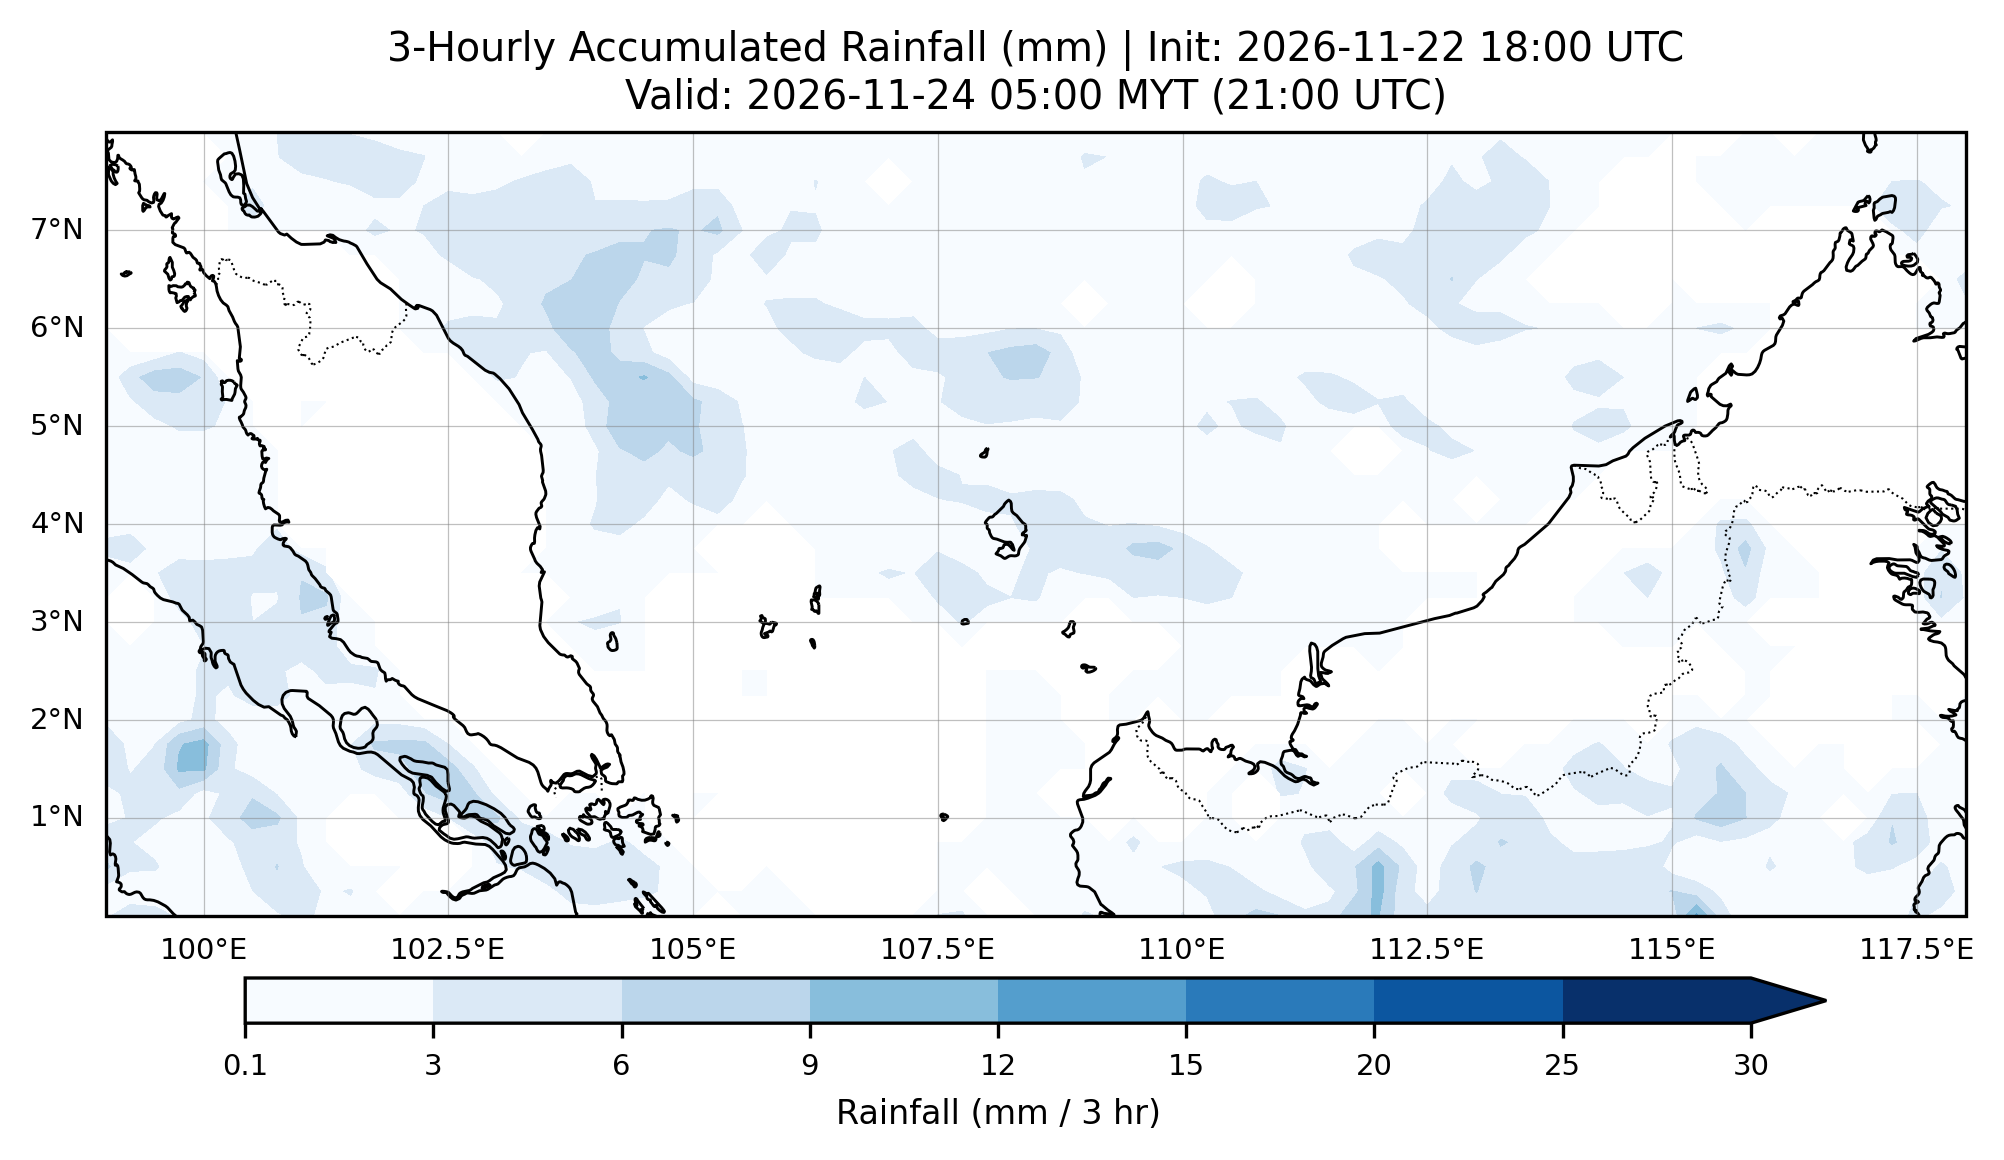 3-Hourly Accumulated Rainfall (mm) | Init: 2026-11-22 18:00 UTC
Valid: 2026-11-24 05:00 MYT (21:00 UTC)
7°N
6°N
5°N
4°N
3°N
2°N
1°N
100°E 102.5°E 105°E 107.5°E 110°E 112.5°E 115°E 117.5°E
0.1 3 6 9 12 15 20 25 30
Rainfall (mm / 3 hr)